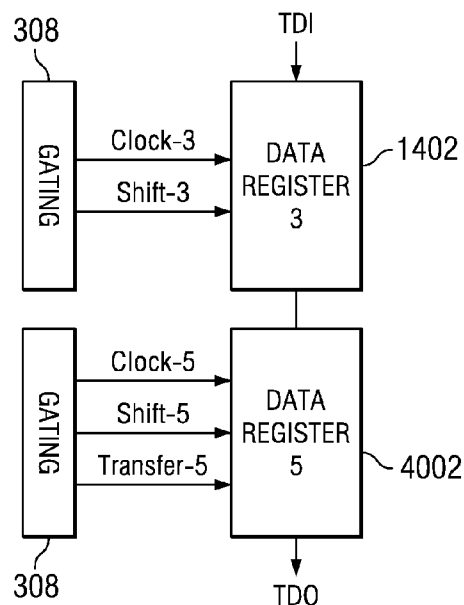 308
TDI
GATING
Clock-3
Shift-3
DATA
REGISTER
3
1402
GATING
Clock-5
Shift-5
Transfer-5
DATA
REGISTER
5
4002
308
TDO